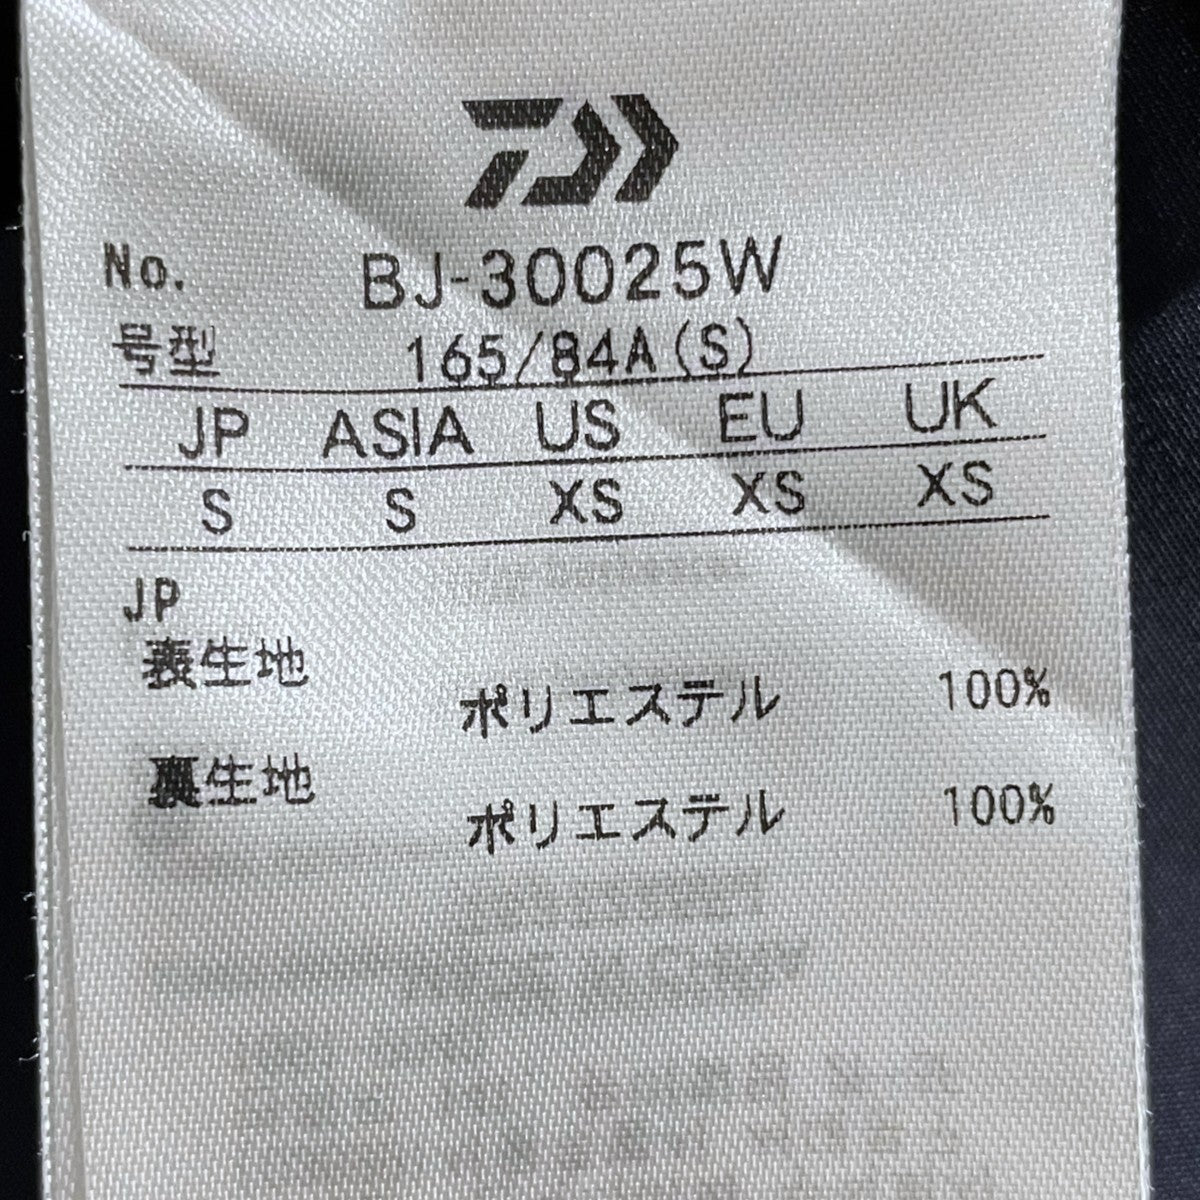 No. BJ-30025W
号型 165/84A(S)
JP ASIA US EU UK
S S XS XS XS
JP
表生地
ポリエステル 100%
裏生地
ポリエステル 100%